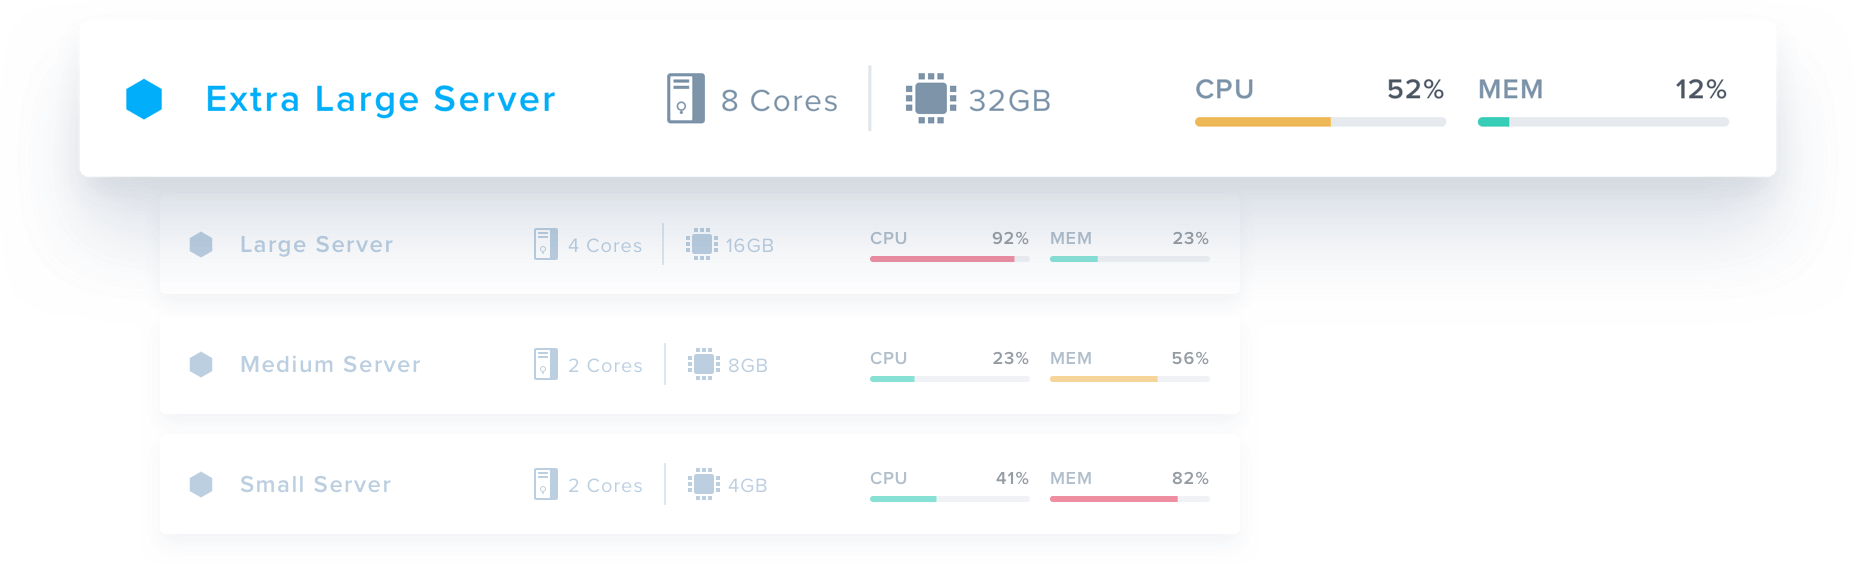 Extra Large Server 8 Cores 32GB CPU 52% MEM 12%
Large Server 4 Cores 16GB CPU 92% MEM 23%
Medium Server 2 Cores 8GB CPU 23% MEM 56%
Small Server 2 Cores 4GB CPU 41% MEM 82%